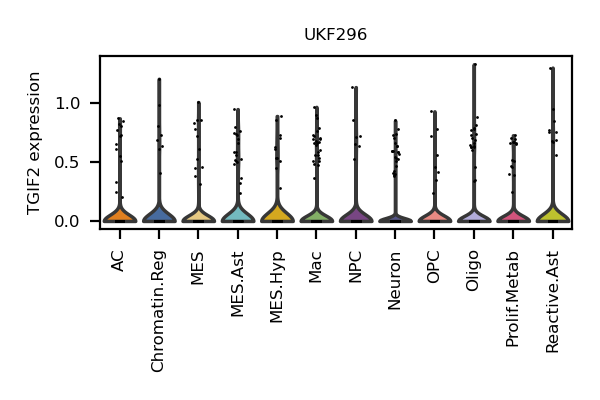 UKF296
TGIF2 expression
1.0
0.5
0.0
AC
Chromatin.Reg
MES
MES.Ast
MES.Hyp
Mac
NPC
Neuron
OPC
Oligo
Prolif.Metab
Reactive.Ast